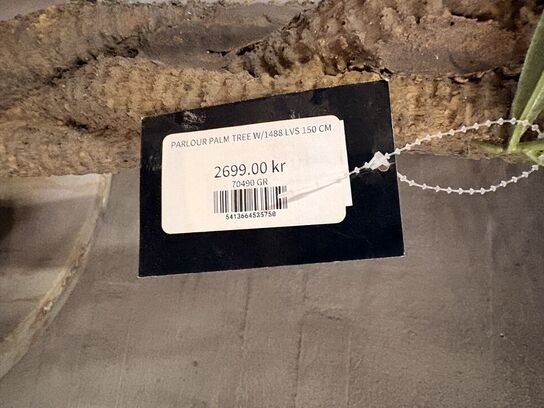 PARLOUR PALM TREE W/1488 LVS 150 CM
2699.00 kr
70490 GR
5413664535750